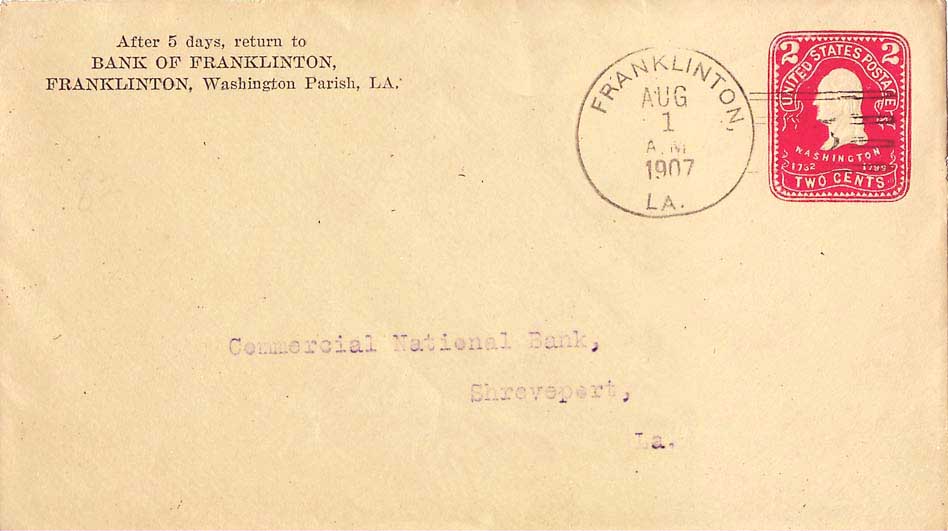 After 5 days, return to
BANK OF FRANKLINTON,
FRANKLINTON, Washington Parish, LA.
FRANKLINTON,
AUG
1
A.M
1907
LA.
2 2
UNITED STATES POSTAGE
WASHINGTON
1732 1799
TWO CENTS
Commercial National Bank,
Shreveport,
La.